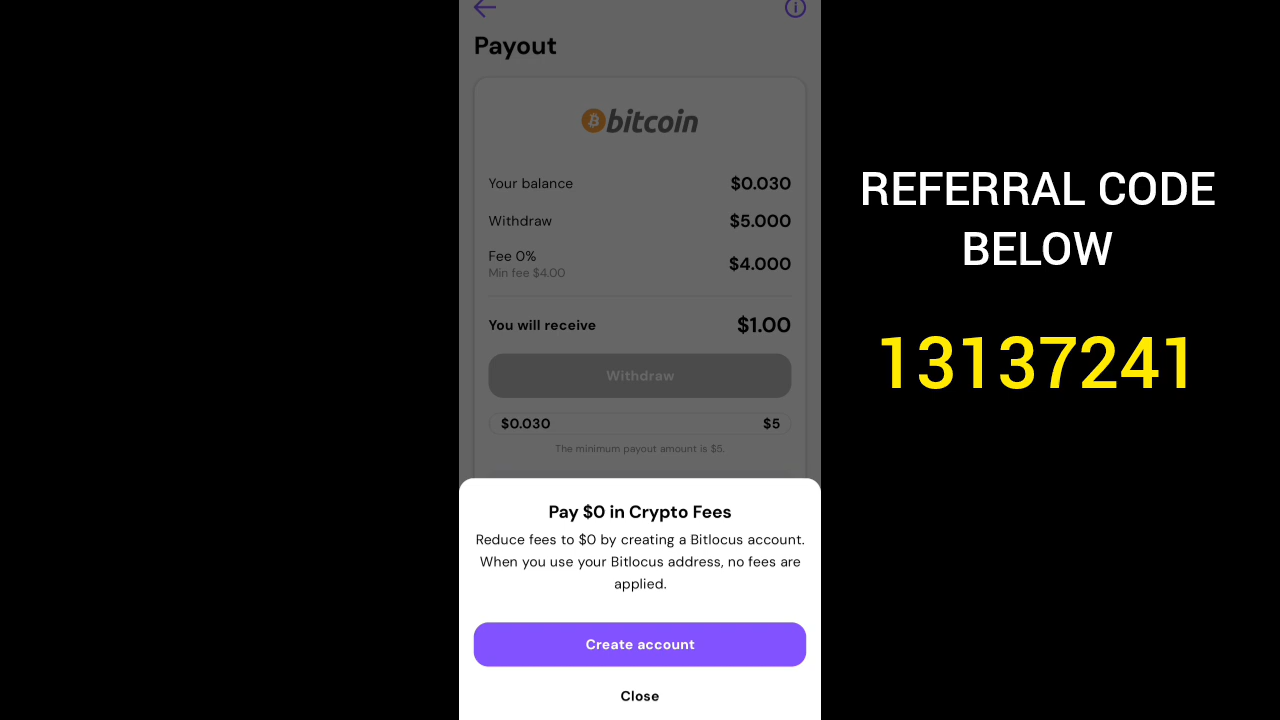 Payout
bitcoin
Your balance $0.030
Withdraw $5.000
Fee 0%
Min fee $4.00
$4.000
You will receive $1.00
Withdraw
$0.030 $5
The minimum payout amount is $5.
Pay $0 in Crypto Fees
Reduce fees to $0 by creating a Bitlocus account.
When you use your Bitlocus address, no fees are
applied.
Create account
Close
REFERRAL CODE
BELOW
13137241